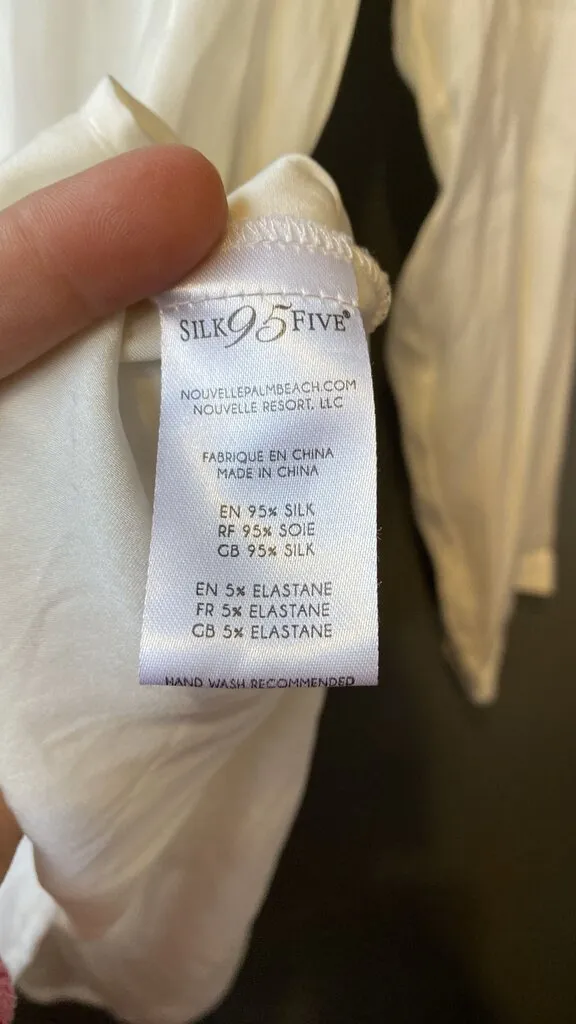 SILK95FIVE®
NOUVELLEPALMBEACH.COM
NOUVELLE RESORT, LLC
FABRIQUE EN CHINA
MADE IN CHINA
EN 95% SILK
RF 95% SOIE
GB 95% SILK
EN 5% ELASTANE
FR 5% ELASTANE
GB 5% ELASTANE
HAND WASH RECOMMENDED